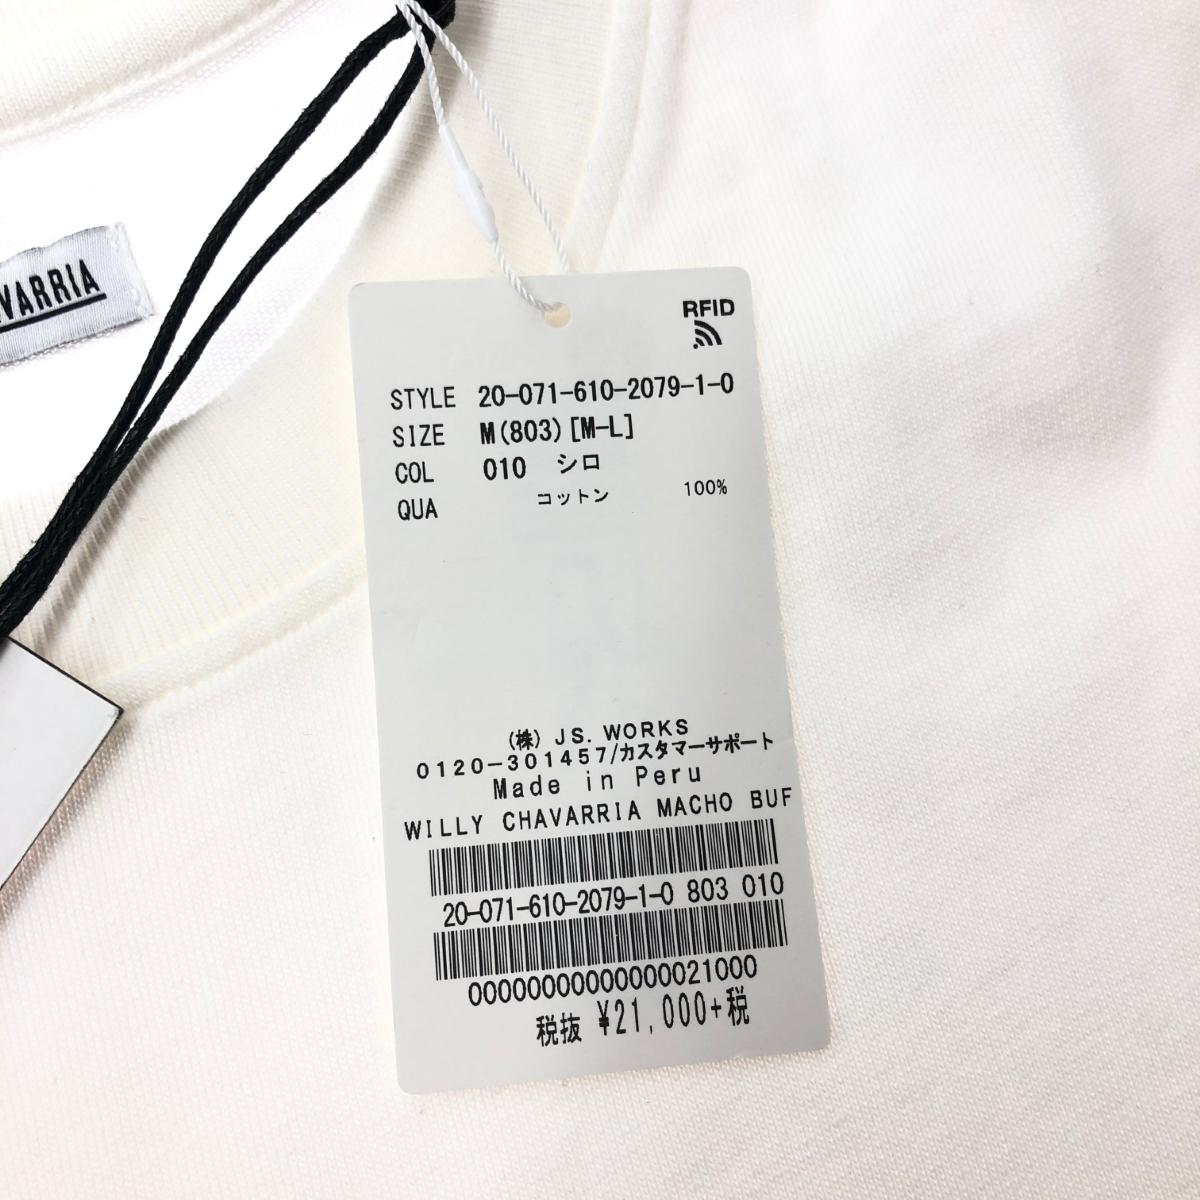 VARRIA
RFID
STYLE 20-071-610-2079-1-0
SIZE M(803)[M-L]
COL 010 シロ
QUA コットン 100%
(株) JS. WORKS
0120-301457/カスタマーサポート
Made in Peru
WILLY CHAVARRIA MACHO BUF
20-071-610-2079-1-0 803 010
00000000000000021000
税抜 ¥21,000+税